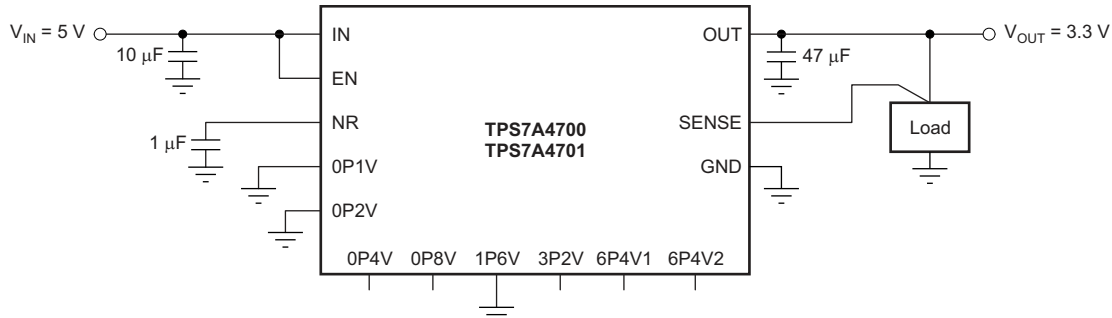 V_IN = 5 V
IN
OUT
V_OUT = 3.3 V
10 μF
47 μF
EN
NR
SENSE
Load
1 μF
TPS7A4700
TPS7A4701
0P1V
GND
0P2V
0P4V 0P8V 1P6V 3P2V 6P4V1 6P4V2